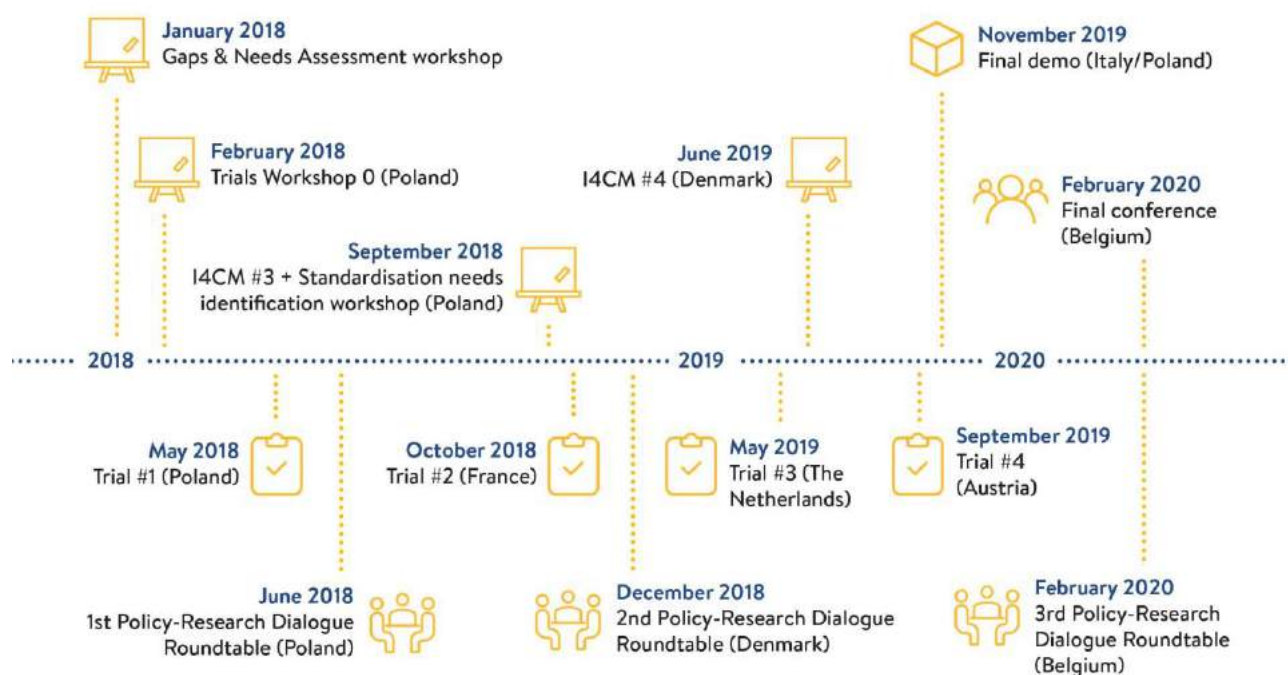 January 2018
Gaps & Needs Assessment workshop
November 2019
Final demo (Italy/Poland)
February 2018
Trials Workshop 0 (Poland)
June 2019
I4CM #4 (Denmark)
February 2020
Final conference
(Belgium)
September 2018
I4CM #3 + Standardisation needs
identification workshop (Poland)
2018
2019
2020
May 2018
Trial #1 (Poland)
October 2018
Trial #2 (France)
May 2019
Trial #3 (The
Netherlands)
September 2019
Trial #4
(Austria)
June 2018
1st Policy-Research Dialogue
Roundtable (Poland)
December 2018
2nd Policy-Research Dialogue
Roundtable (Denmark)
February 2020
3rd Policy-Research
Dialogue Roundtable
(Belgium)